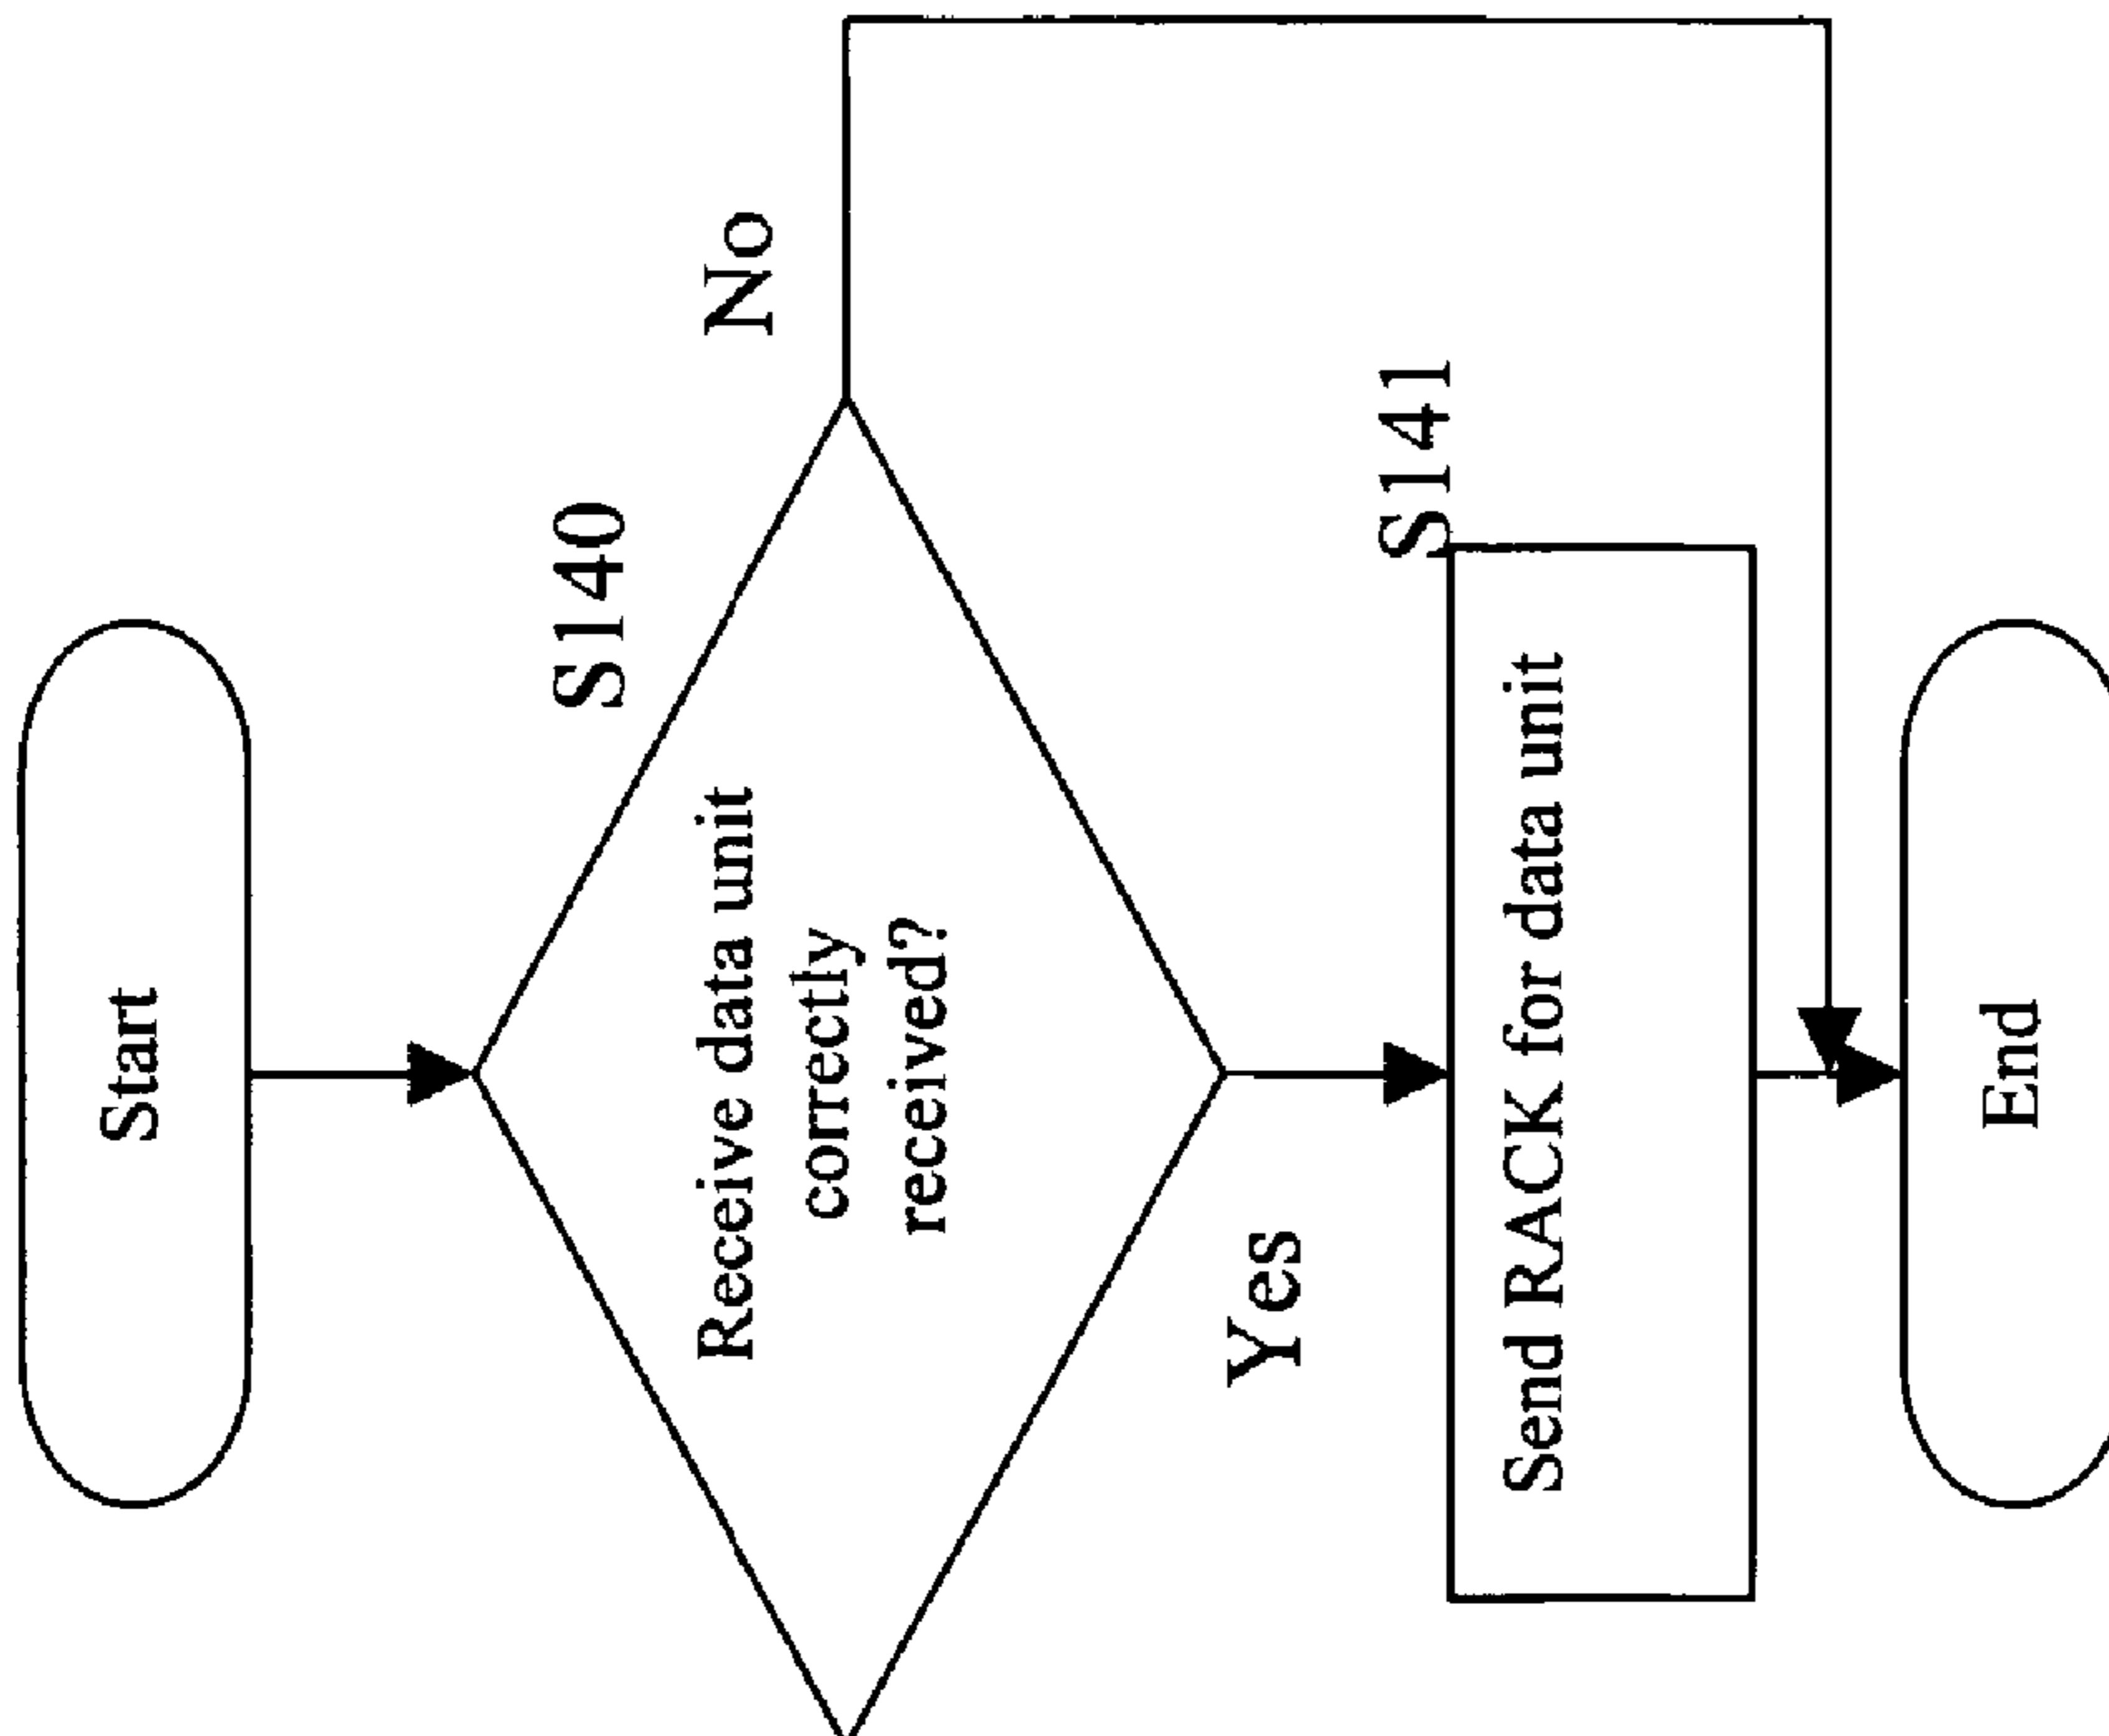 Start
S140
Receive data unit
correctly
received?
No
Yes
S141
Send RACK for data unit
End